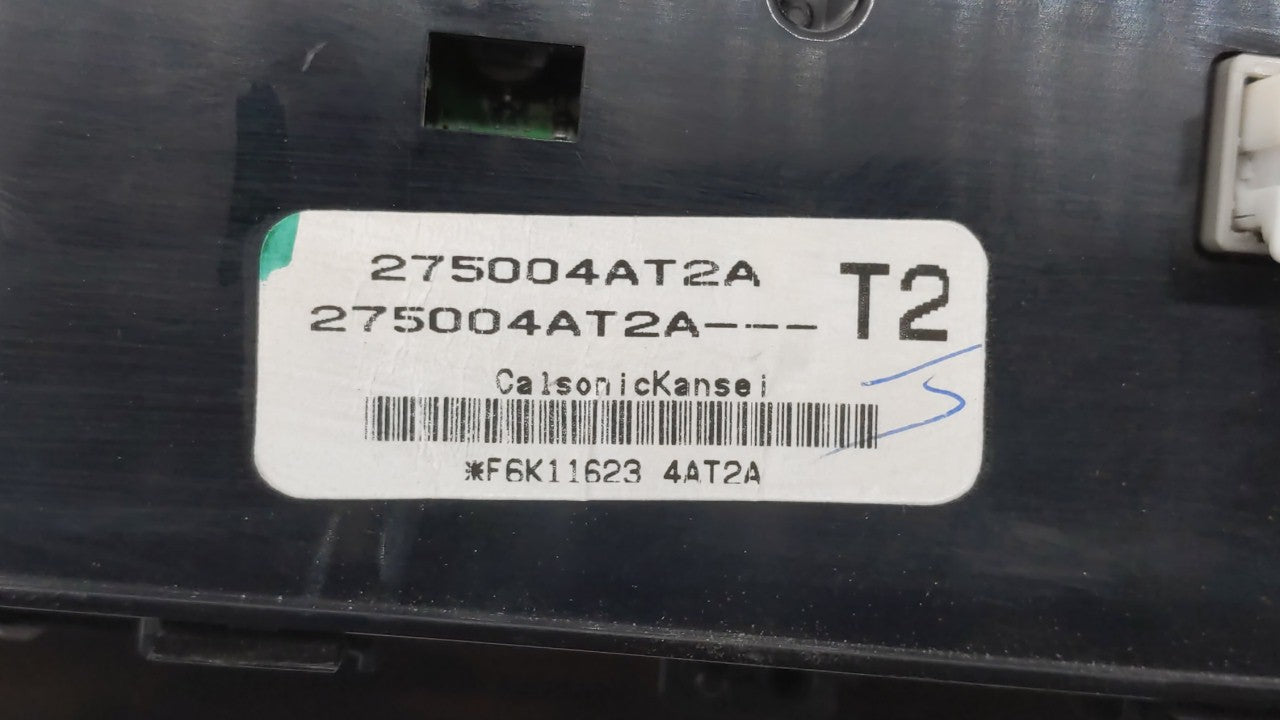 275004AT2A
275004AT2A---
T2
CalsonicKansei
*F6K11623 4AT2A